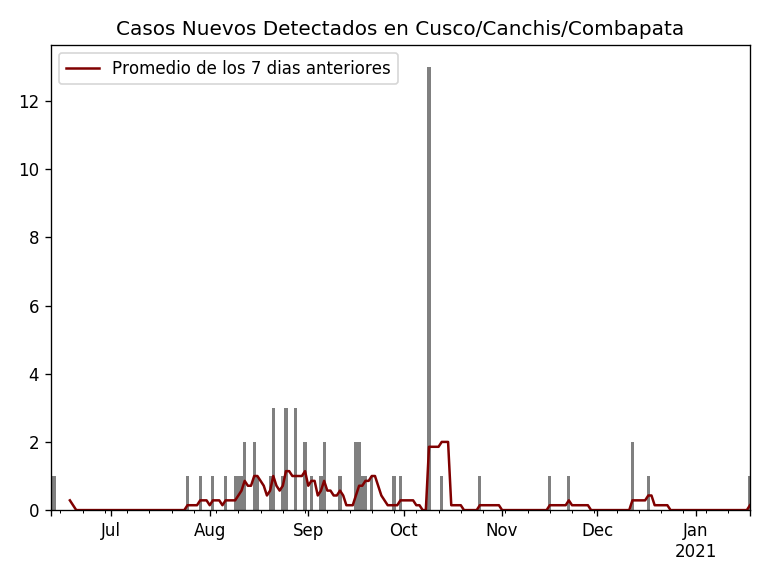 Casos Nuevos Detectados en Cusco/Canchis/Combapata
Promedio de los 7 dias anteriores
12
10
8
6
4
2
0
Jul Aug Sep Oct Nov Dec Jan
2021